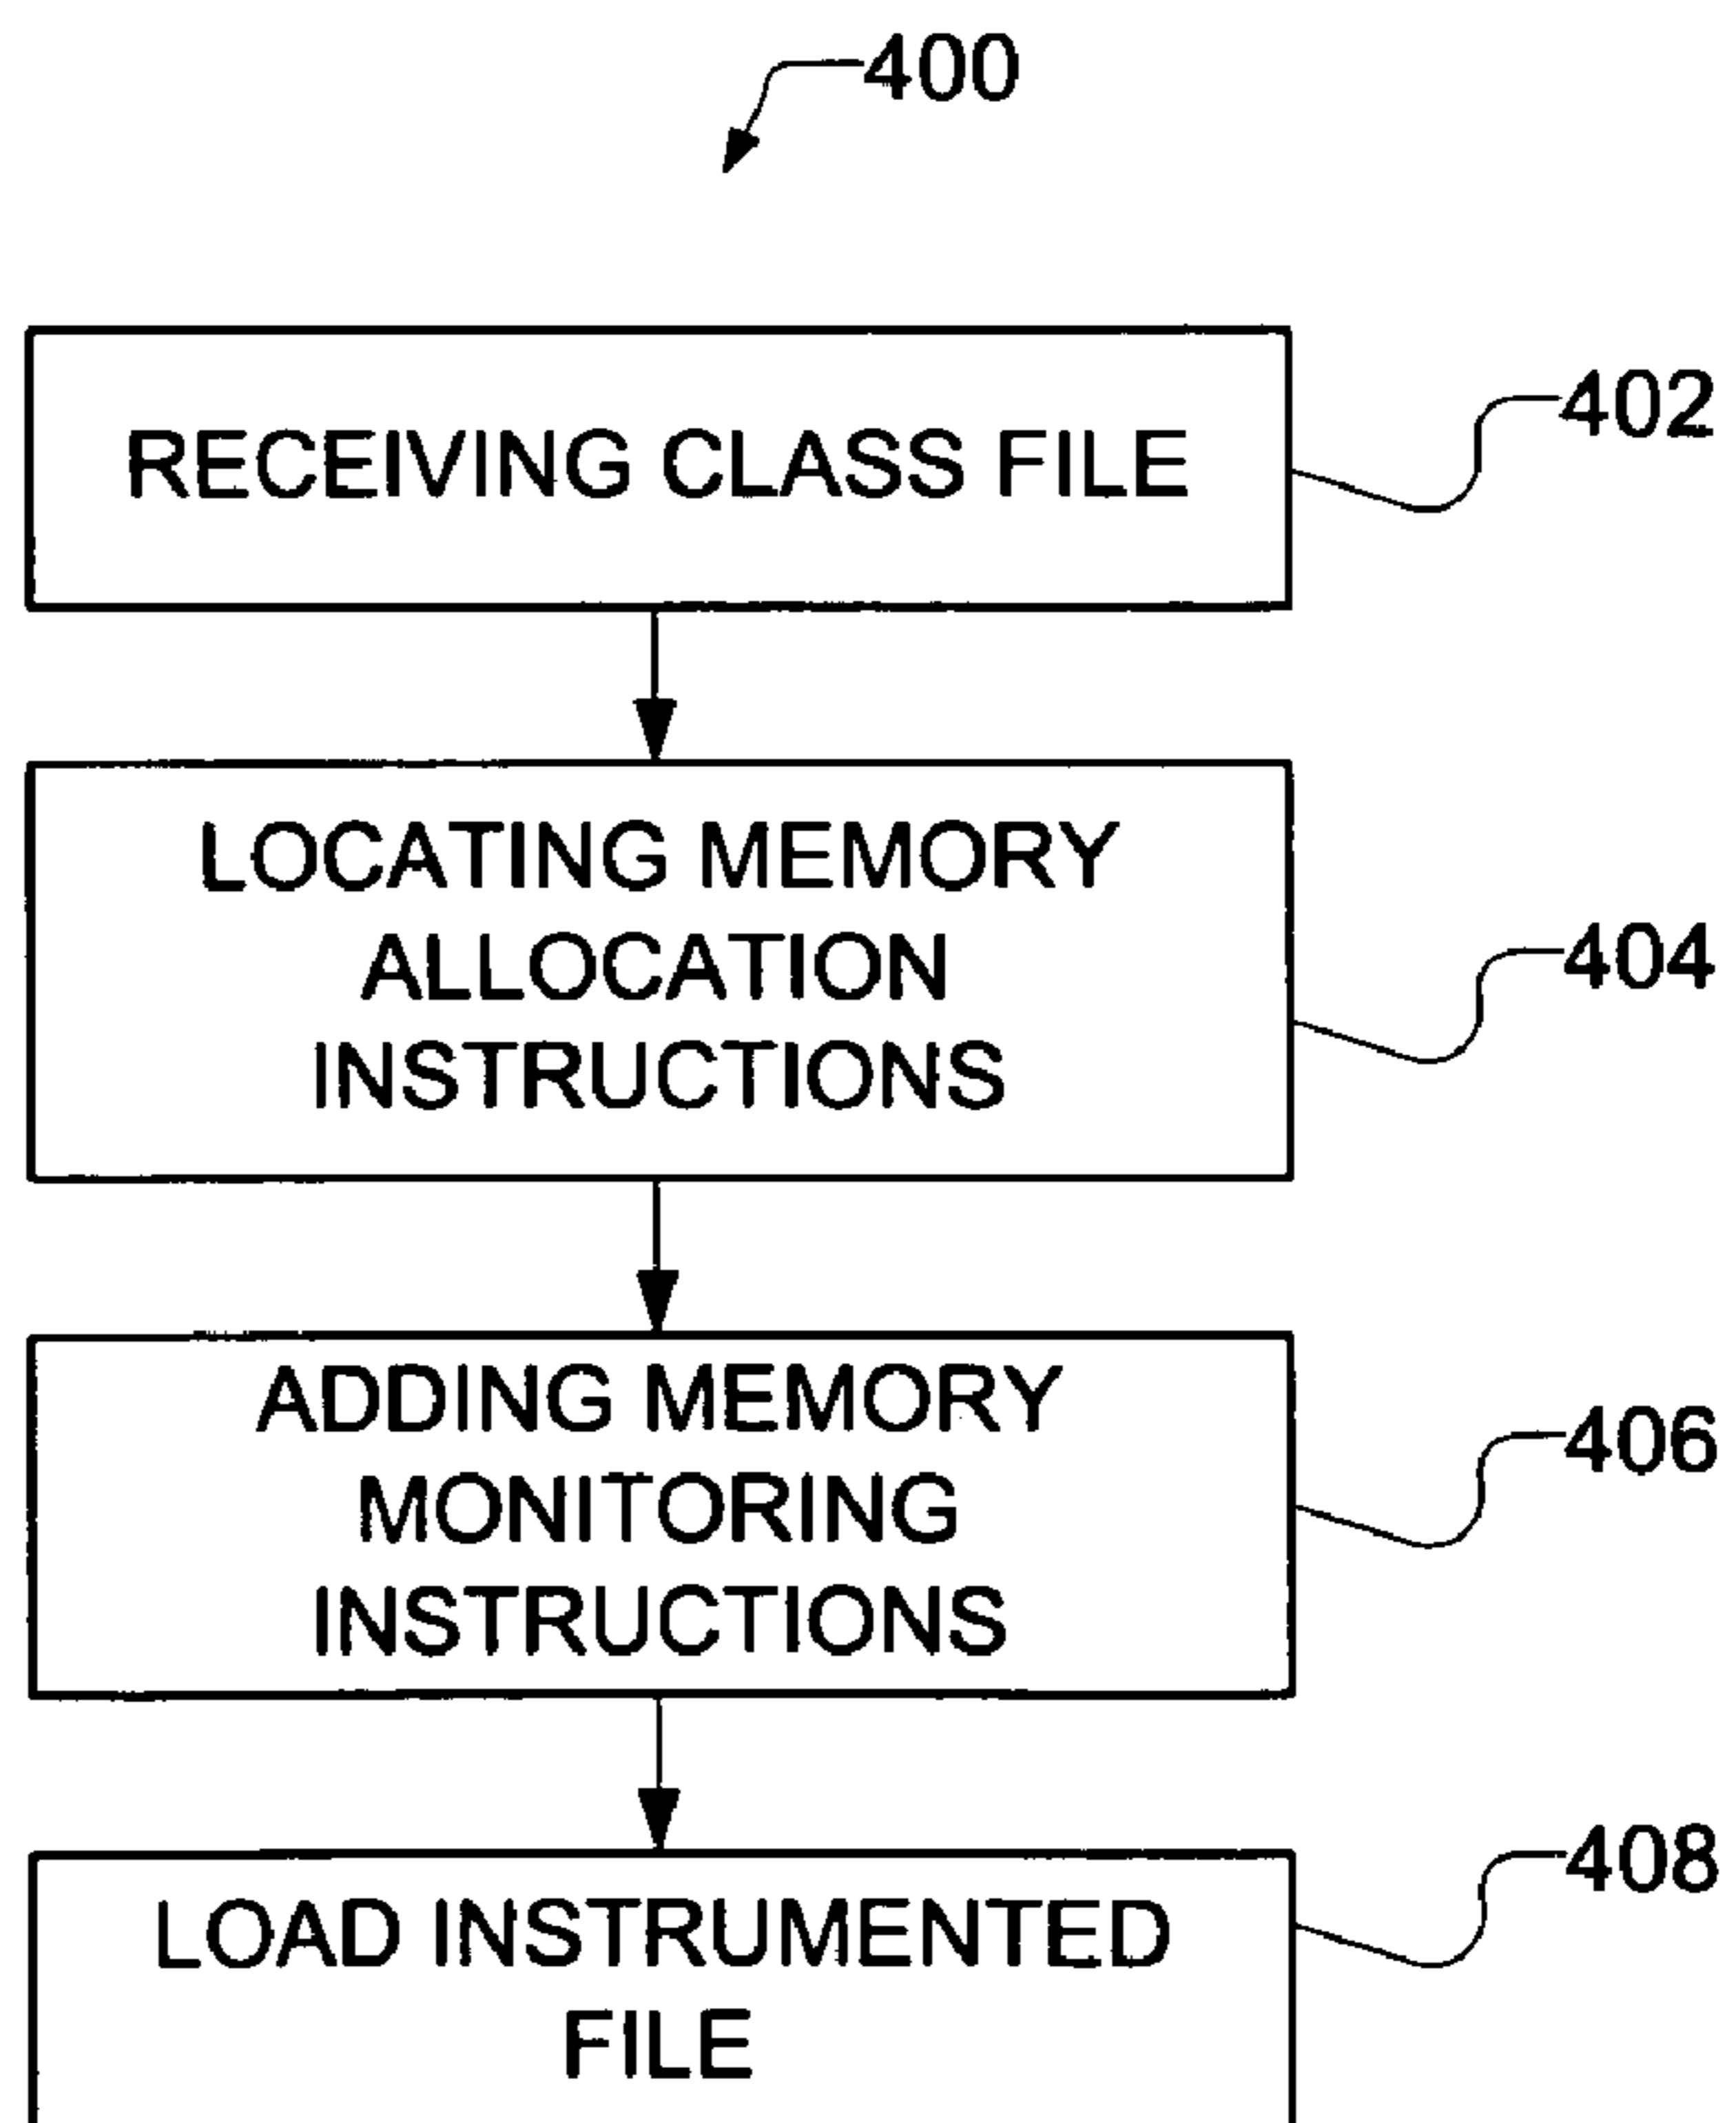 400
RECEIVING CLASS FILE
402
LOCATING MEMORY
ALLOCATION
INSTRUCTIONS
404
ADDING MEMORY
MONITORING
INSTRUCTIONS
406
LOAD INSTRUMENTED
FILE
408